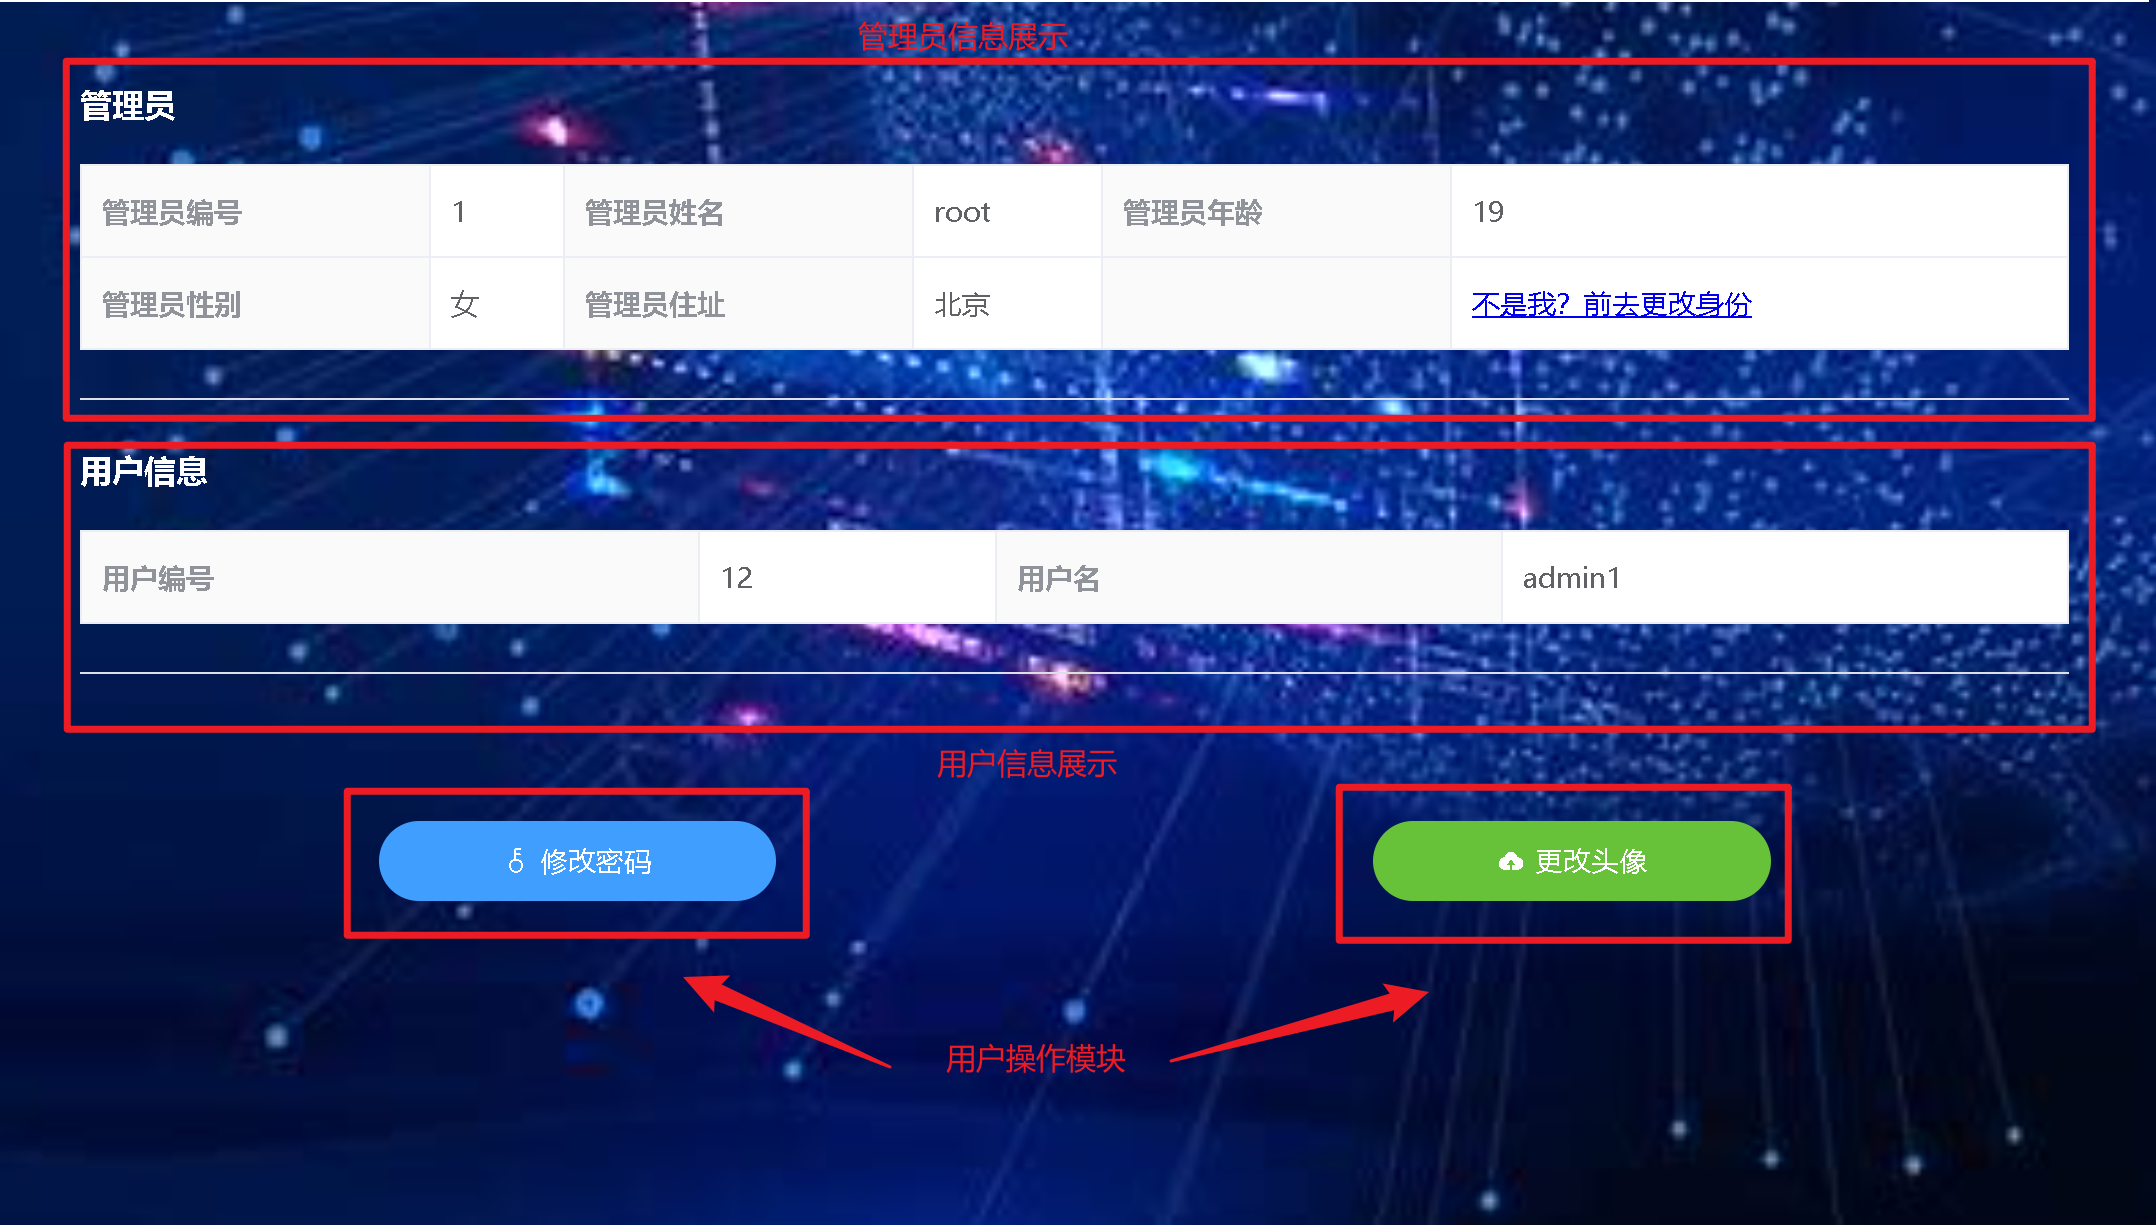 管理员信息展示
管理员
管理员编号 1 管理员姓名 root 管理员年龄 19
管理员性别 女 管理员住址 北京 不是我？前去更改身份
用户信息
用户编号 12 用户名 admin1
用户信息展示
修改密码 更改头像
用户操作模块